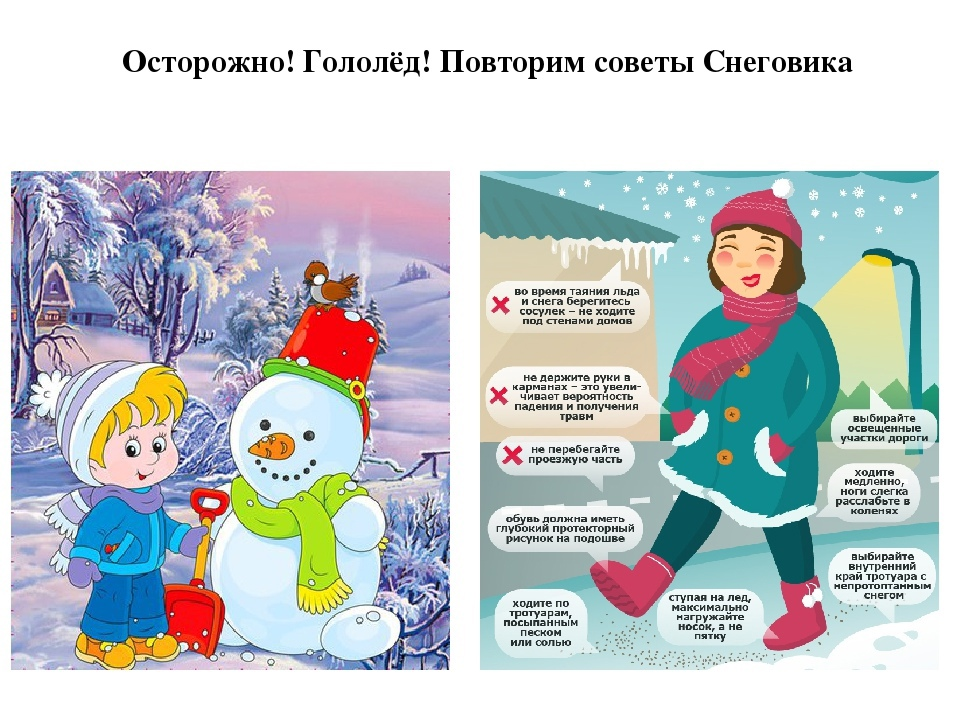 Осторожно! Гололёд! Повторим советы Снеговика
во время таяния льда
и снега берегитесь
сосулек – не ходите
под стенами домов
не держите руки в
карманах – это увели-
чивает вероятность
падения и получения
травм
не перебегайте
проезжую часть
обувь должна иметь
глубокий протекторный
рисунок на подошве
ходите по
тротуарам,
посыпанным
песком
или солью
ступая на лед,
максимально
нагружайте
носок, а не
пятку
выбирайте
освещенные
участки дороги
ходите
медленно,
ноги слегка
расслабьте в
коленях
выбирайте
внутренний
край тротуара с
непротоптанным
снегом